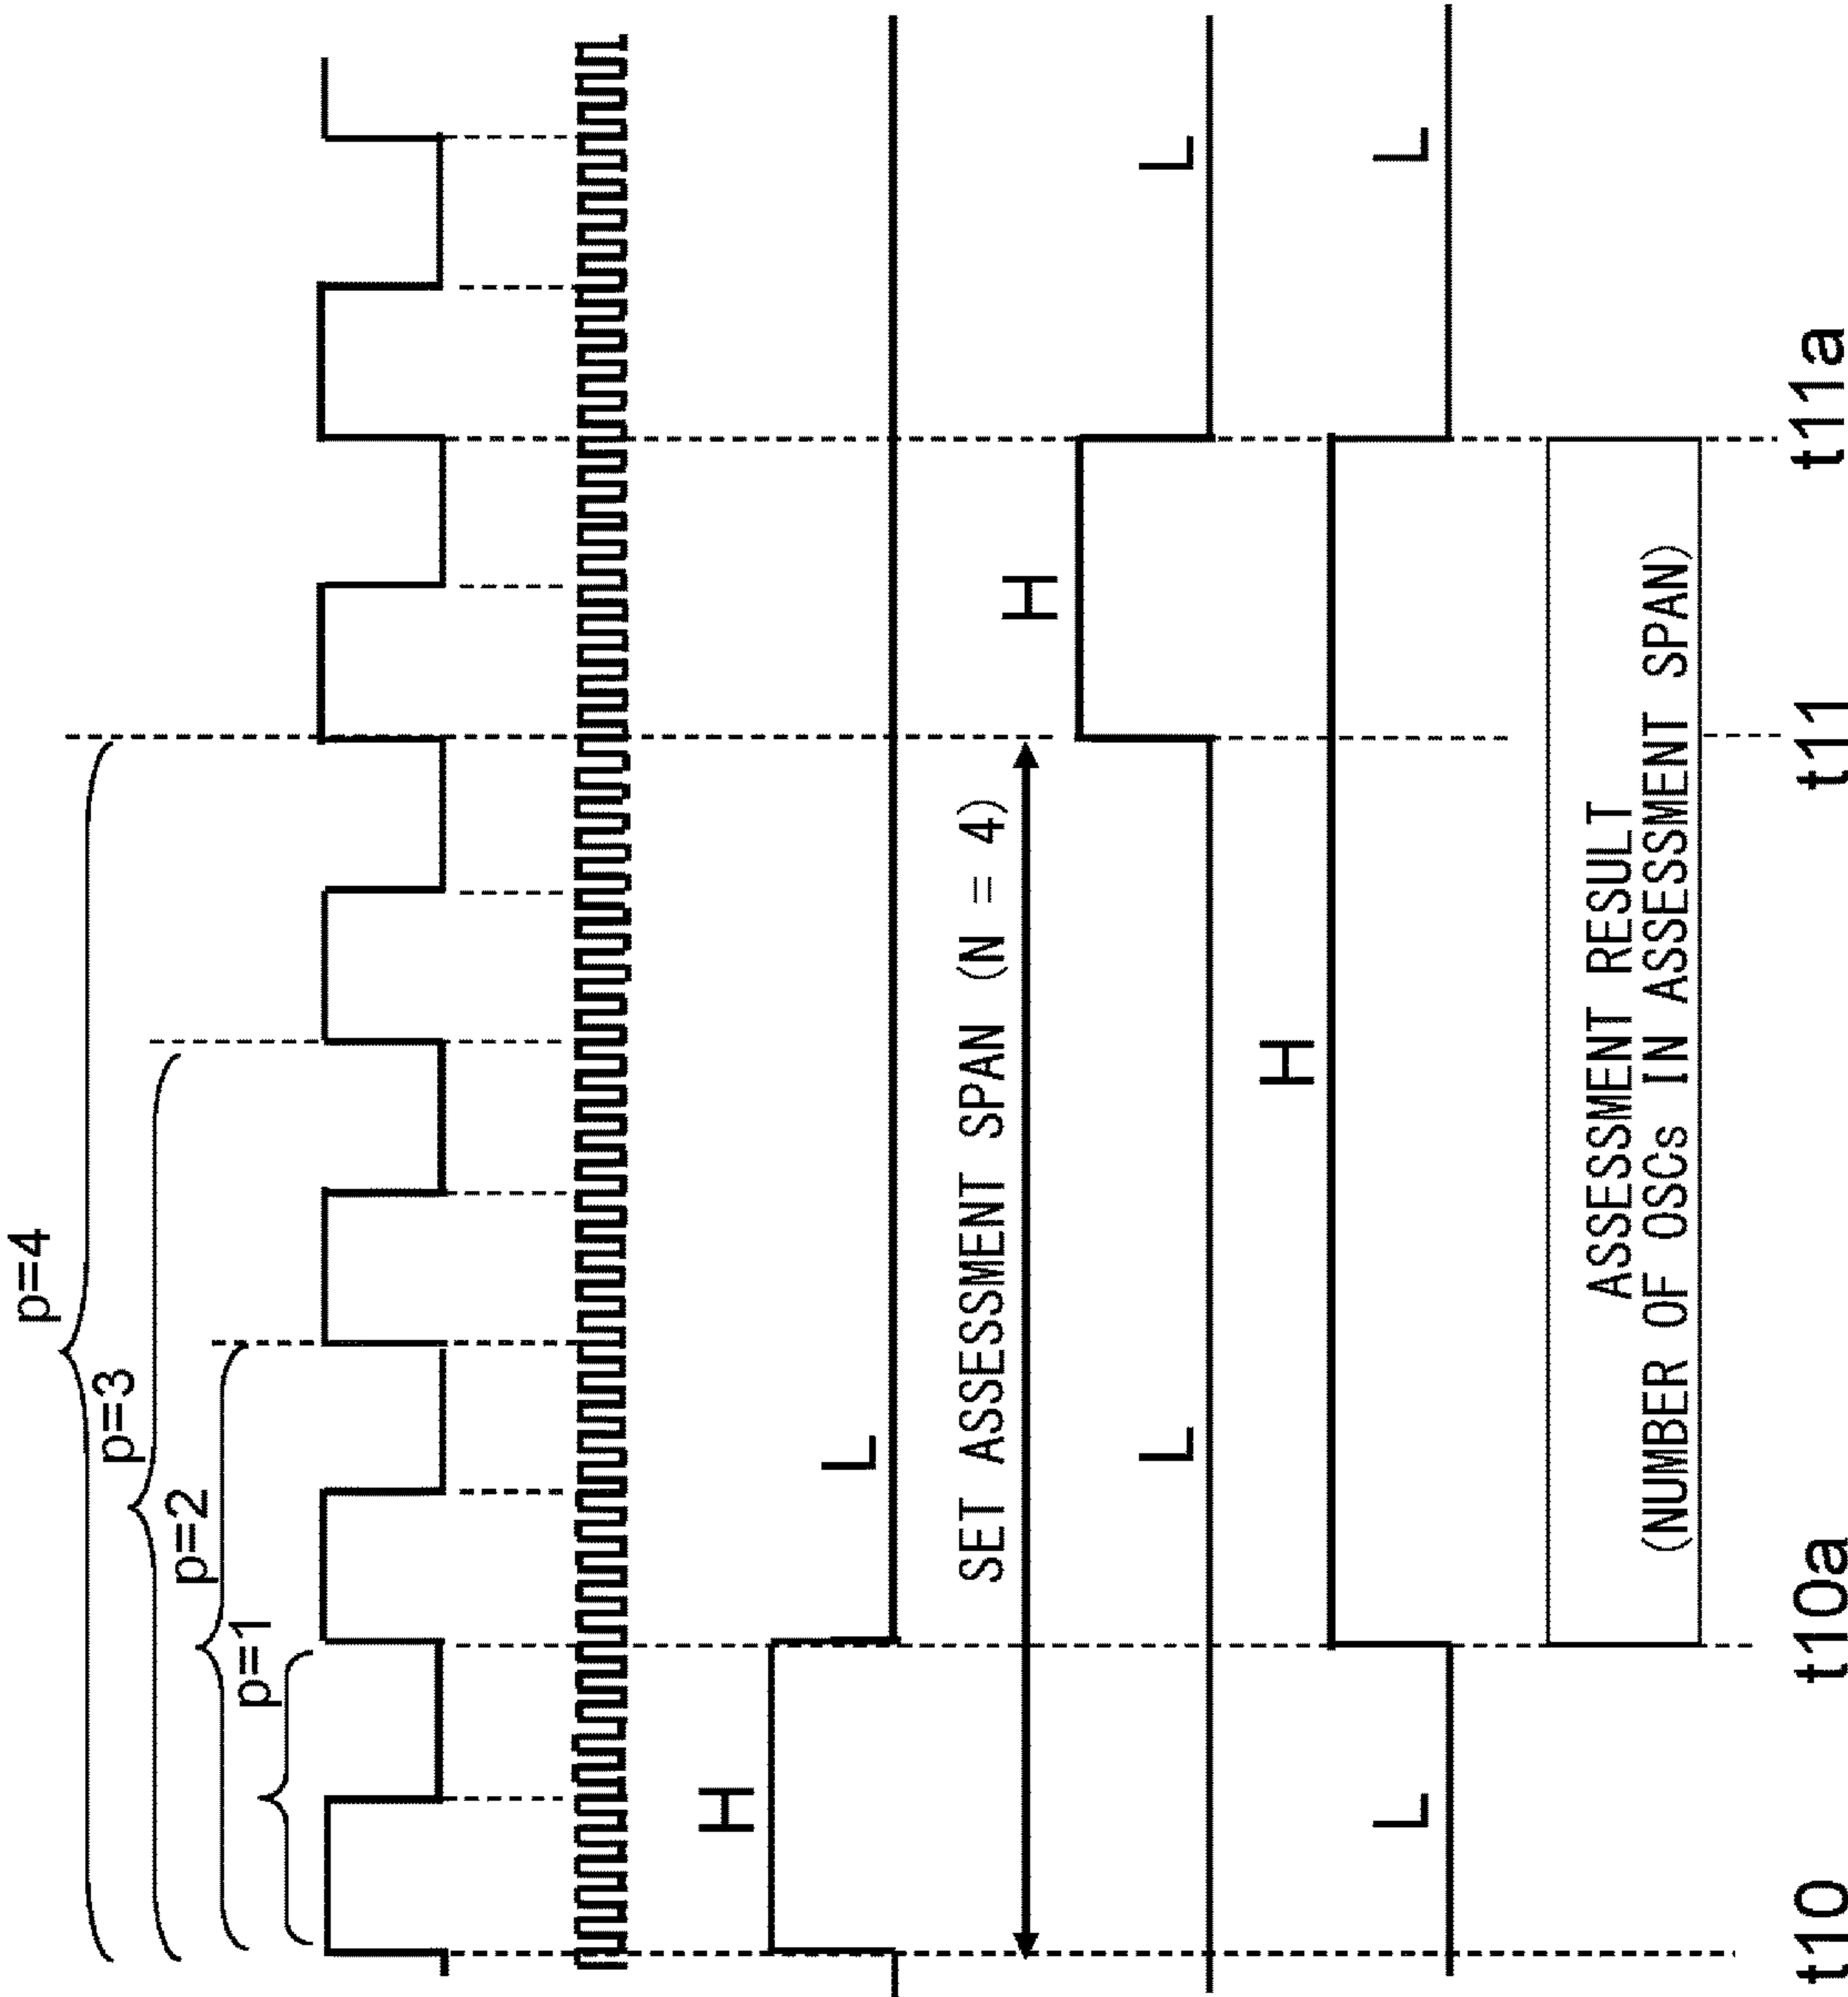 p=4
p=3
p=2
p=1
H
L
SET ASSESSMENT SPAN (N = 4)
L
H
L
L
H
L
ASSESSMENT RESULT
(NUMBER OF OSCs IN ASSESSMENT SPAN)
t10
t10a
t11
t11a